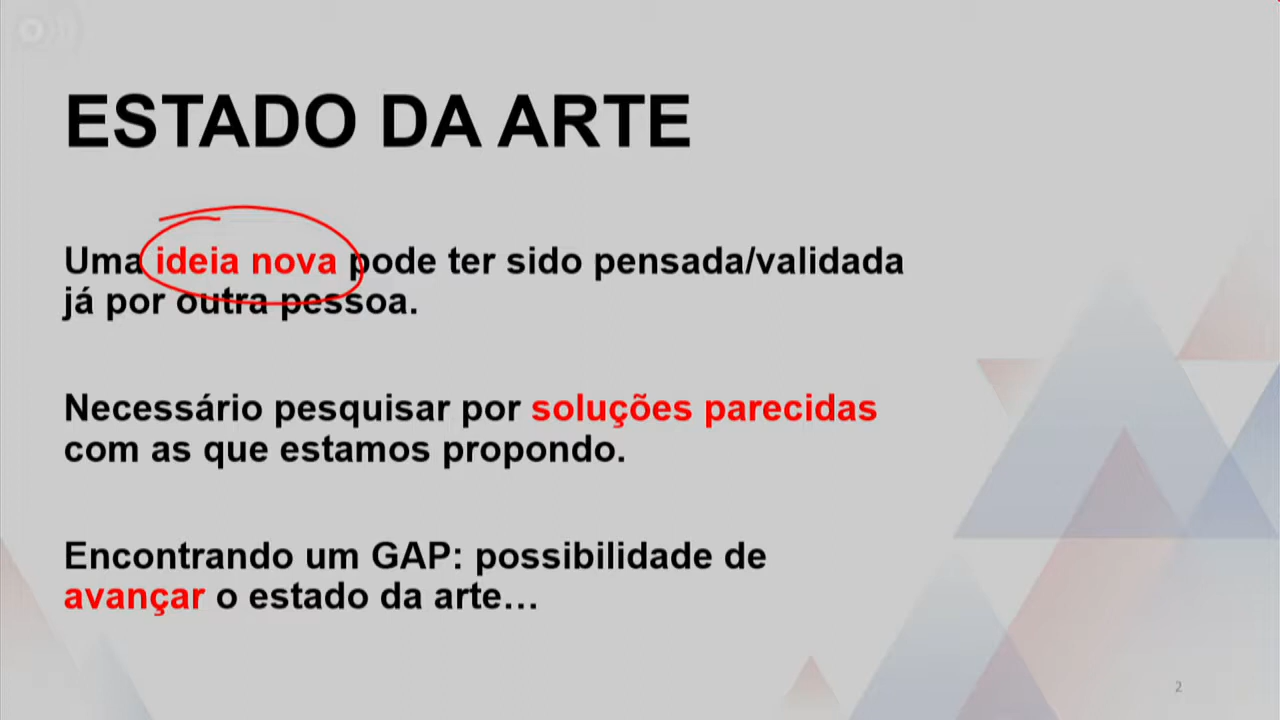 ESTADO DA ARTE
Uma ideia nova pode ter sido pensada/validada
já por outra pessoa.
Necessário pesquisar por soluções parecidas
com as que estamos propondo.
Encontrando um GAP: possibilidade de
avançar o estado da arte...
2